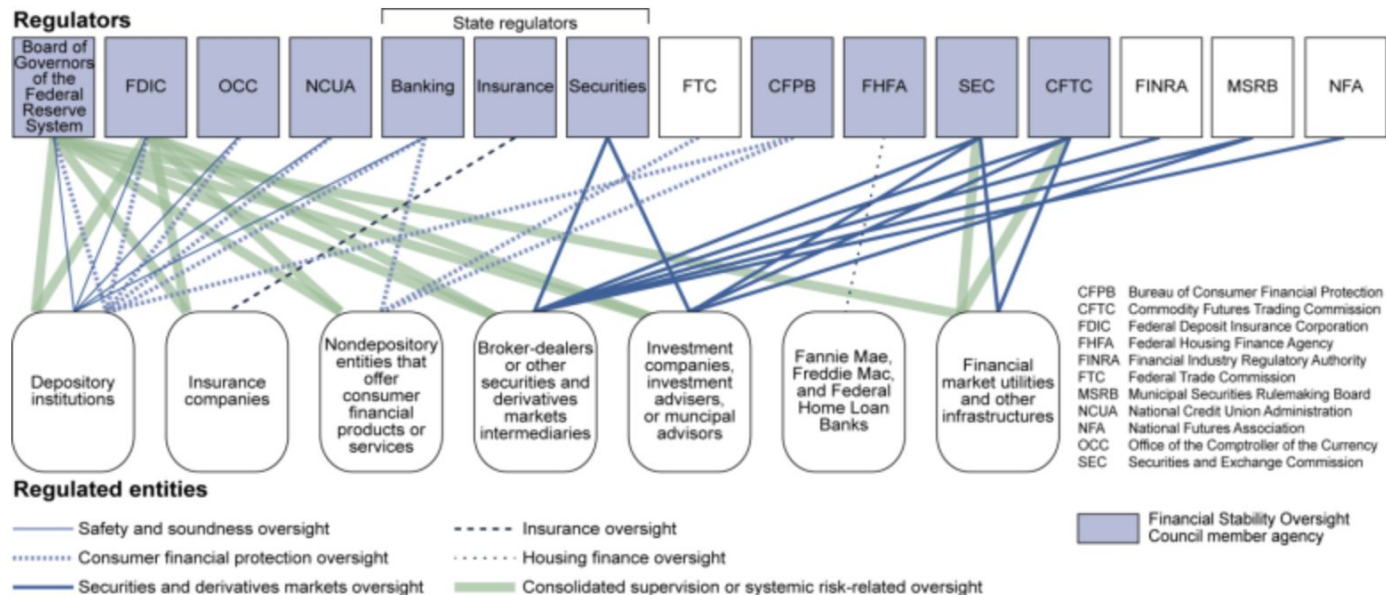 Regulators
State regulators
Board of
Governors
of the
Federal
Reserve
System
FDIC
OCC
NCUA
Banking
Insurance
Securities
FTC
CFPB
FHFA
SEC
CFTC
FINRA
MSRB
NFA
Depository
institutions
Insurance
companies
Nondepository
entities that
offer
consumer
financial
products or
services
Broker-dealers
or other
securities and
derivatives
markets
intermediaries
Investment
companies,
investment
advisers,
or muncipal
advisors
Fannie Mae,
Freddie Mac,
and Federal
Home Loan
Banks
Financial
market utilities
and other
infrastructures
CFPB Bureau of Consumer Financial Protection
CFTC Commodity Futures Trading Commission
FDIC Federal Deposit Insurance Corporation
FHFA Federal Housing Finance Agency
FINRA Financial Industry Regulatory Authority
FTC Federal Trade Commission
MSRB Municipal Securities Rulemaking Board
NCUA National Credit Union Administration
NFA National Futures Association
OCC Office of the Comptroller of the Currency
SEC Securities and Exchange Commission
Regulated entities
Safety and soundness oversight
Consumer financial protection oversight
Securities and derivatives markets oversight
Insurance oversight
Housing finance oversight
Consolidated supervision or systemic risk-related oversight
Financial Stability Oversight
Council member agency